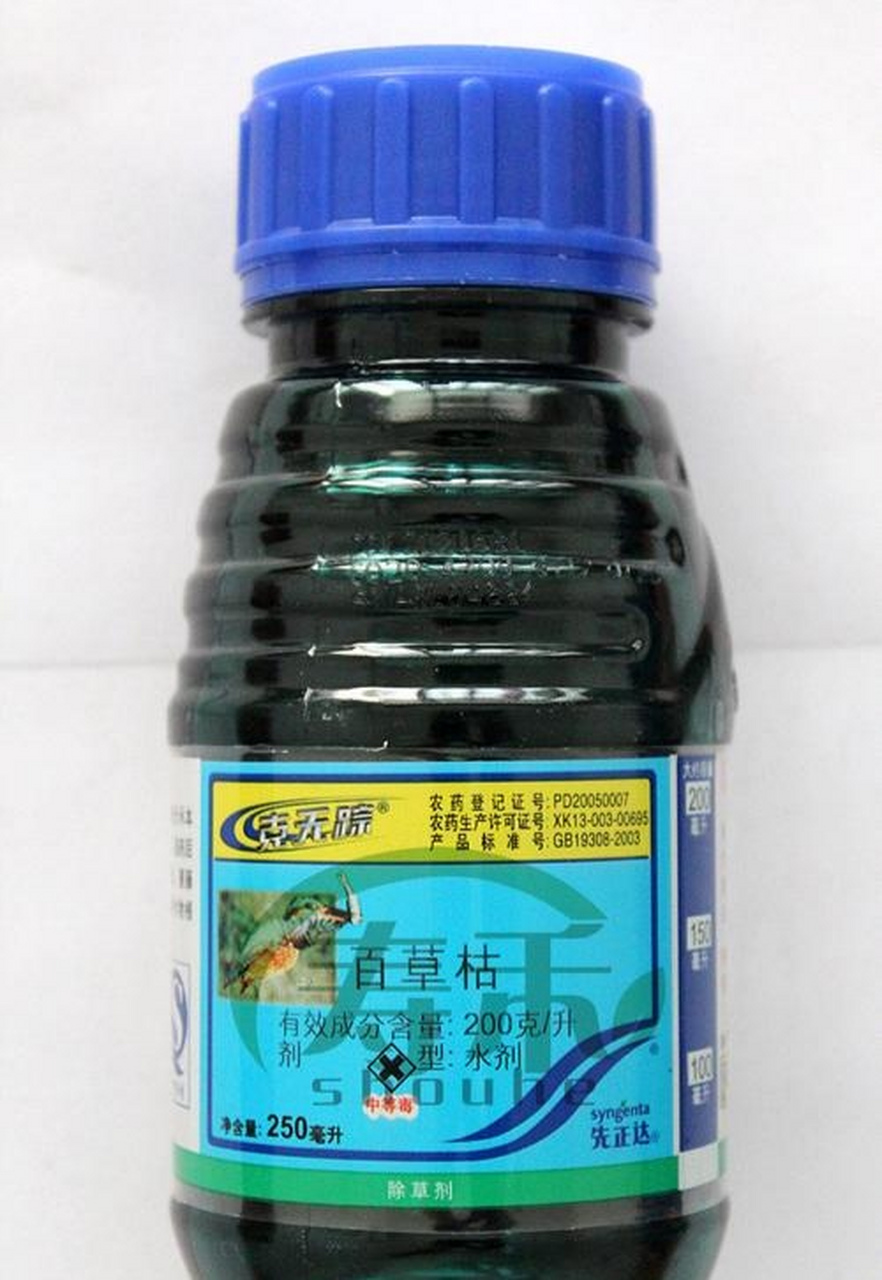 克无踪®
农药登记证号:PD20050007
农药生产许可证号:XK13-003-00695
产品标准号:GB19308-2003
百草枯
有效成分含量: 200克/升
剂型: 水剂
中等毒
shouhe
净含量: 250毫升
syngenta
先正达®
除草剂
200
毫升
150
毫升
100
毫升